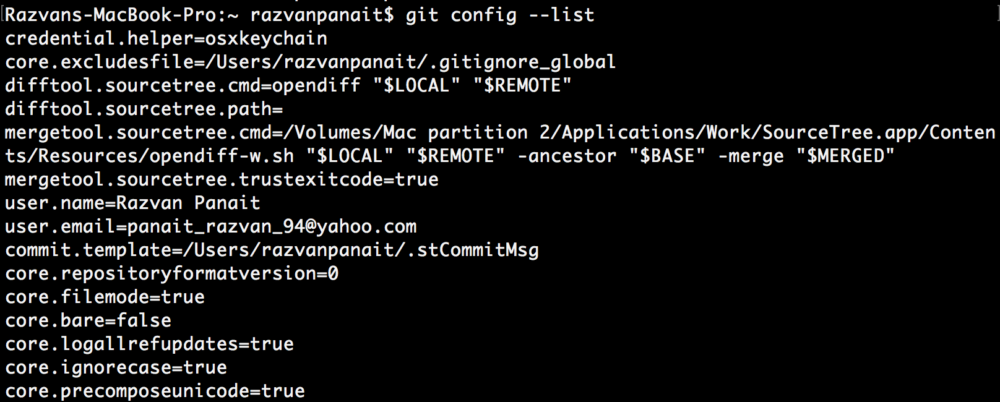 Razvans-MacBook-Pro:~ razvanpanait$ git config --list
credential.helper=osxkeychain
core.excludesfile=/Users/razvanpanait/.gitignore_global
difftool.sourcetree.cmd=opendiff "$LOCAL" "$REMOTE"
difftool.sourcetree.path=
mergetool.sourcetree.cmd=/Volumes/Mac partition 2/Applications/Work/SourceTree.app/Conten
ts/Resources/opendiff-w.sh "$LOCAL" "$REMOTE" -ancestor "$BASE" -merge "$MERGED"
mergetool.sourcetree.trustexitcode=true
user.name=Razvan Panait
user.email=panait_razvan_94@yahoo.com
commit.template=/Users/razvanpanait/.stCommitMsg
core.repositoryformatversion=0
core.filemode=true
core.bare=false
core.logallrefupdates=true
core.ignorecase=true
core.precomposeunicode=true